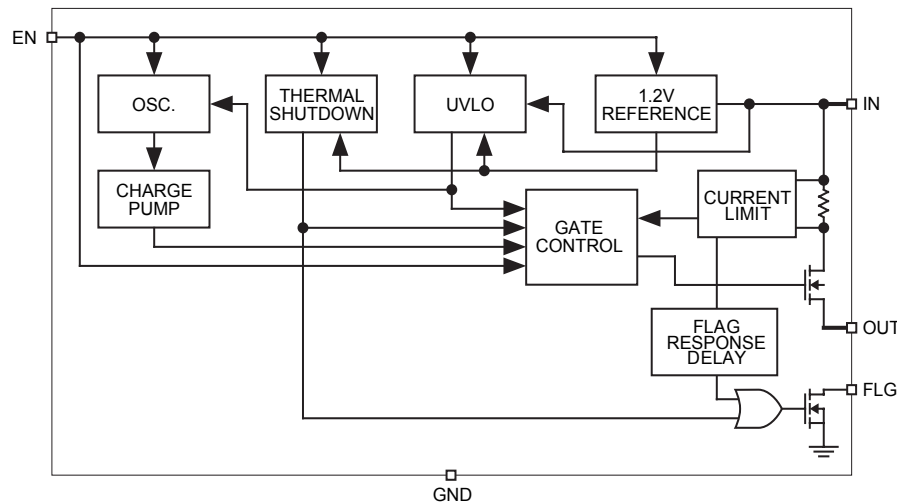 EN
OSC.
THERMAL
SHUTDOWN
UVLO
1.2V
REFERENCE
IN
CHARGE
PUMP
GATE
CONTROL
CURRENT
LIMIT
OUT
FLAG
RESPONSE
DELAY
FLG
GND